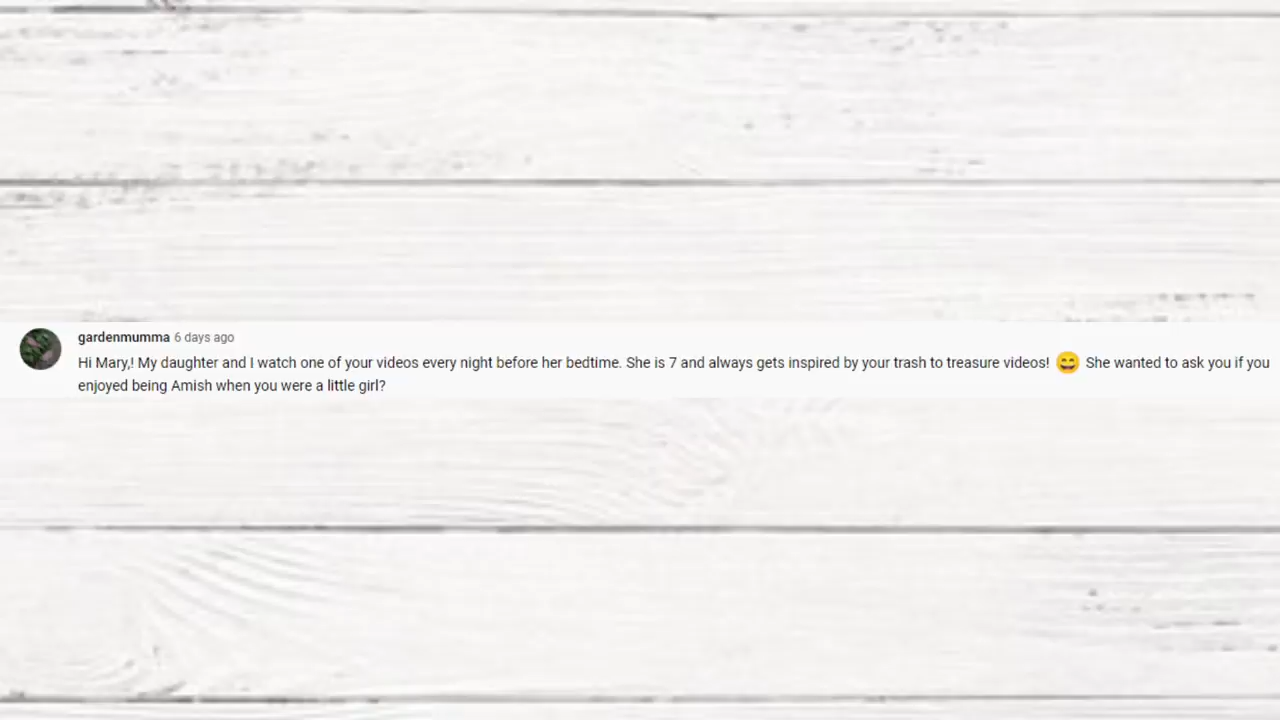 gardenmumma 6 days ago
Hi Mary,! My daughter and I watch one of your videos every night before her bedtime. She is 7 and always gets inspired by your trash to treasure videos! 😄 She wanted to ask you if you
enjoyed being Amish when you were a little girl?